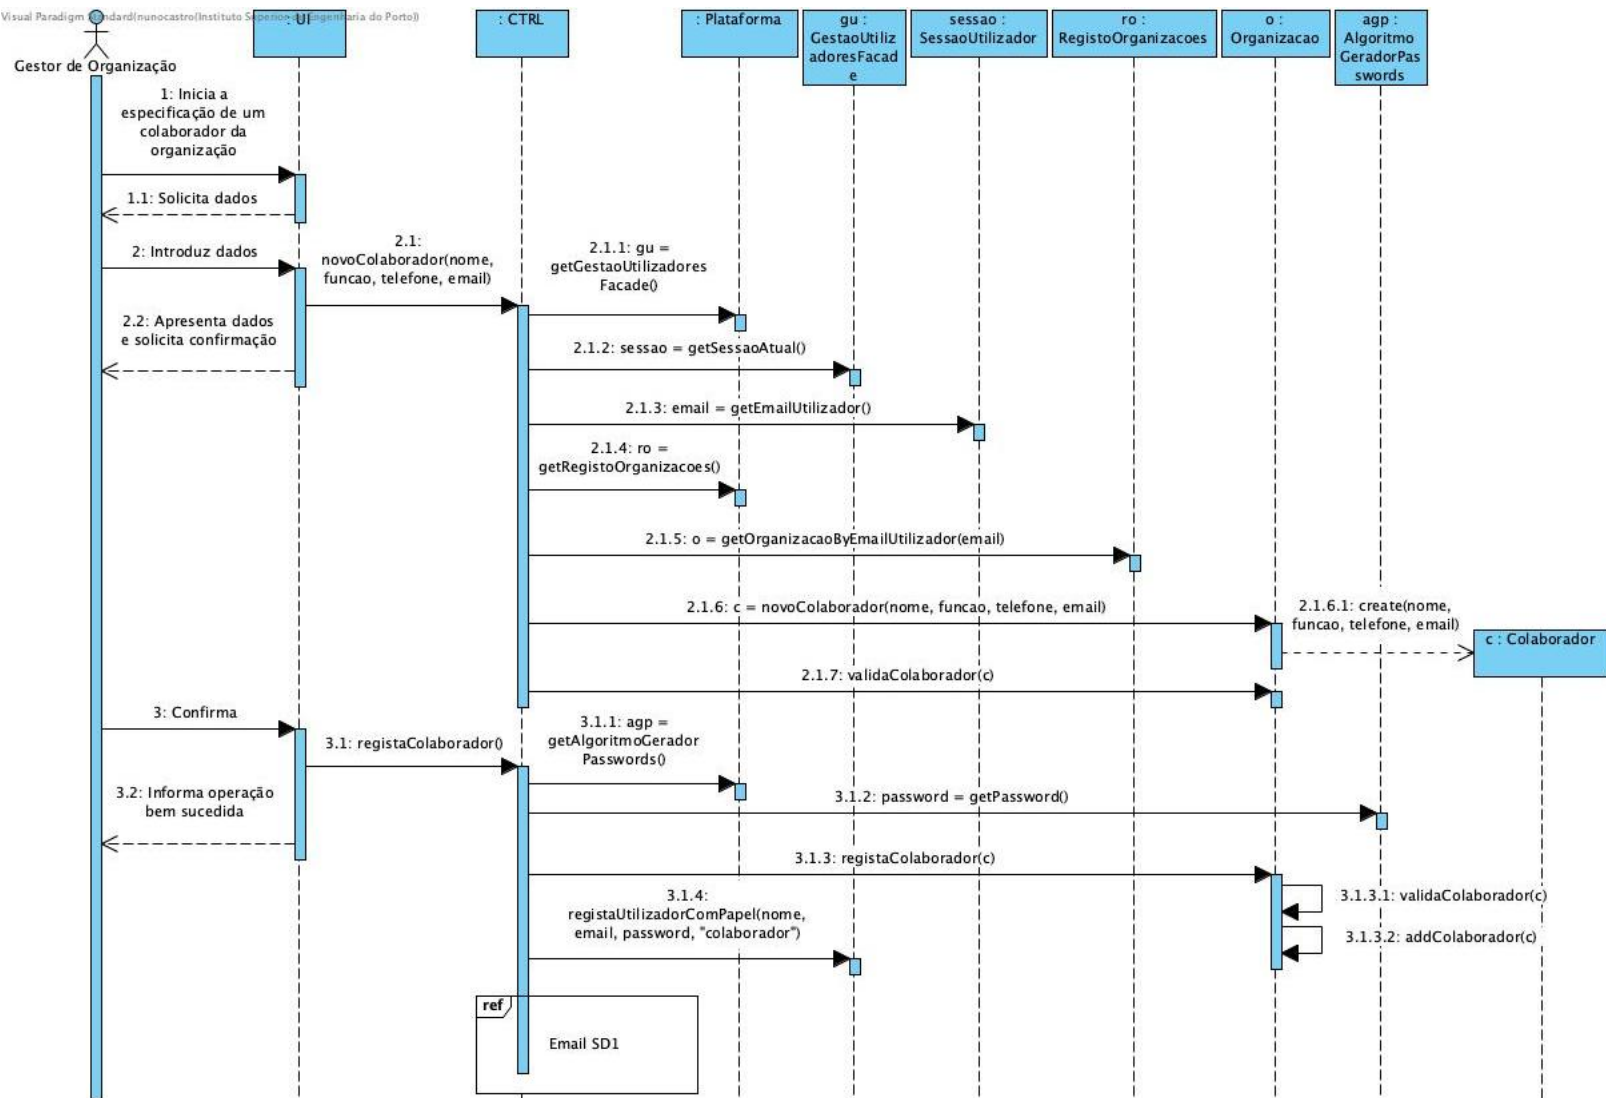 Visual Paradigm Standard(nunocastro(Instituto Superior de Engenharia do Porto))
: UI
: CTRL
: Plataforma
gu :
GestaoUtiliz
adoresFacad
e
sessao :
SessaoUtilizador
ro :
RegistoOrganizacoes
o :
Organizacao
agp :
Algoritmo
GeradorPas
swords
Gestor de Organização
1: Inicia a
especificação de um
colaborador da
organização
1.1: Solicita dados
2: Introduz dados
2.1:
novoColaborador(nome,
funcao, telefone, email)
2.1.1: gu =
getGestaoUtilizadores
Facade()
2.2: Apresenta dados
e solicita confirmação
2.1.2: sessao = getSessaoAtual()
2.1.3: email = getEmailUtilizador()
2.1.4: ro =
getRegistoOrganizacoes()
2.1.5: o = getOrganizacaoByEmailUtilizador(email)
2.1.6: c = novoColaborador(nome, funcao, telefone, email)
2.1.6.1: create(nome,
funcao, telefone, email)
c : Colaborador
2.1.7: validaColaborador(c)
3: Confirma
3.1: registaColaborador()
3.1.1: agp =
getAlgoritmoGerador
Passwords()
3.2: Informa operação
bem sucedida
3.1.2: password = getPassword()
3.1.3: registaColaborador(c)
3.1.3.1: validaColaborador(c)
3.1.4:
registaUtilizadorComPapel(nome,
email, password, "colaborador")
3.1.3.2: addColaborador(c)
ref
Email SD1